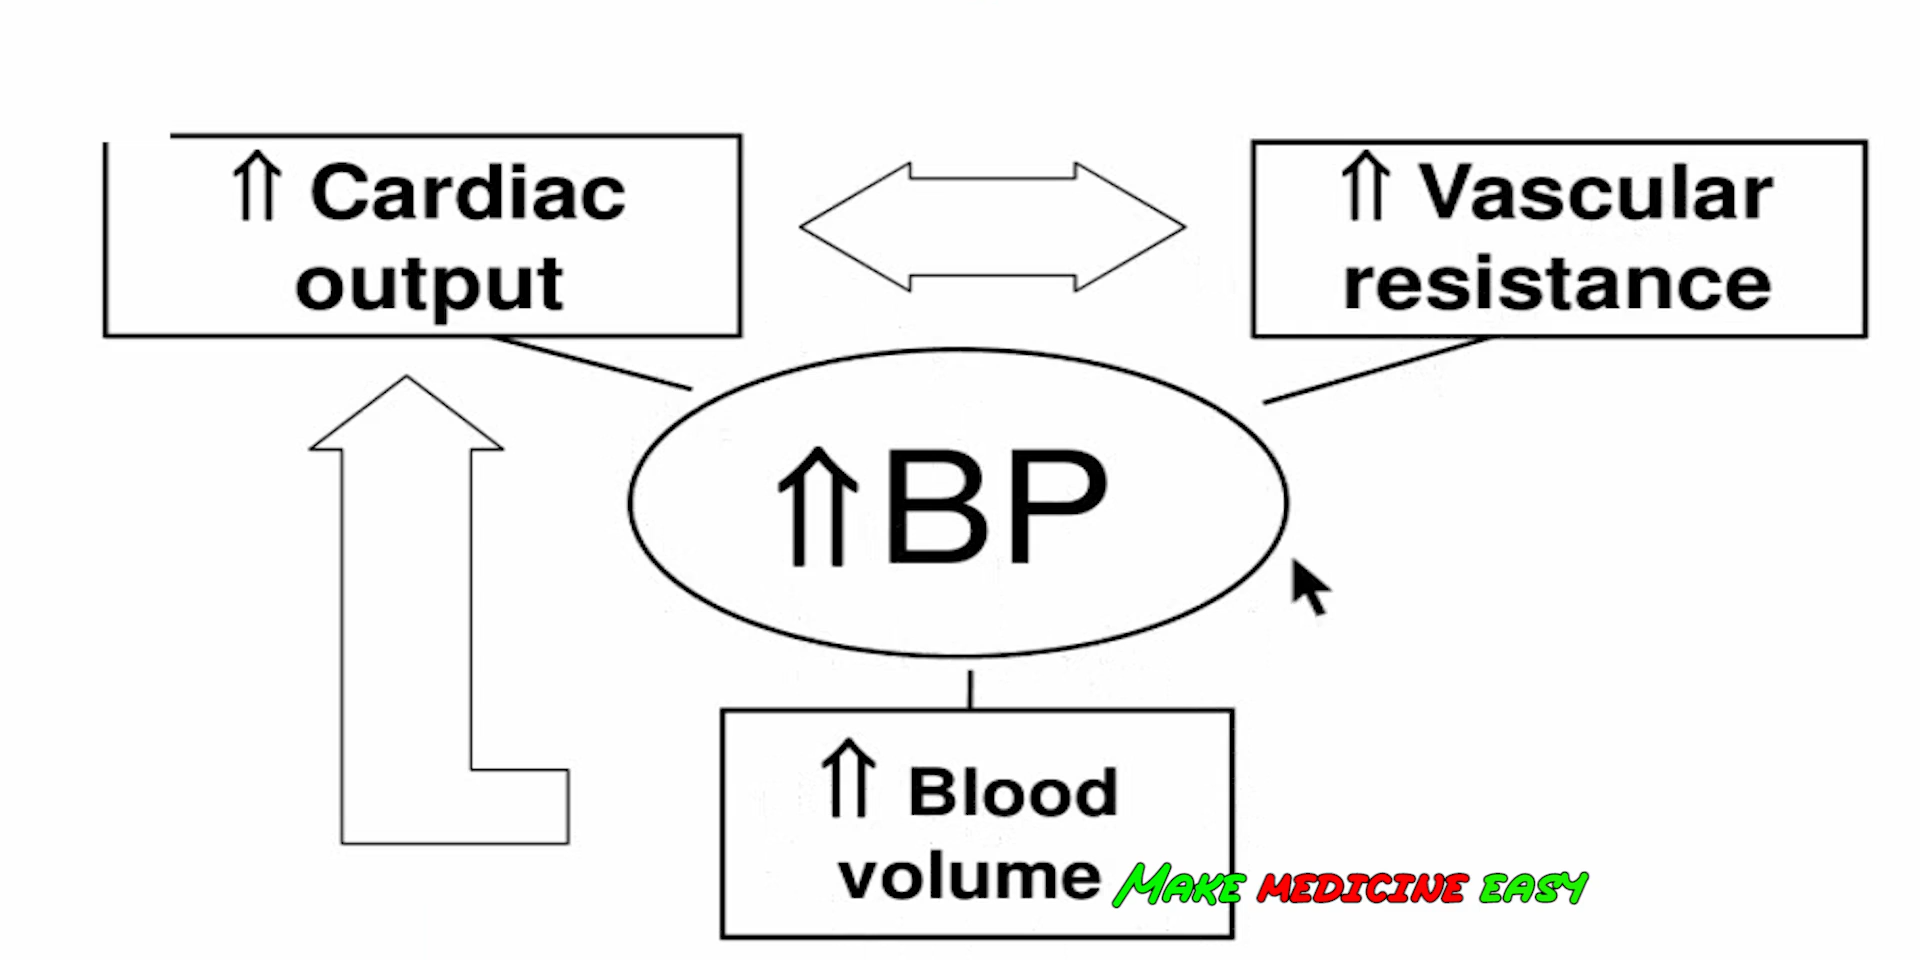 ⇑ Cardiac
output
⇑ Vascular
resistance
⇑BP
⇑ Blood
volume
Make medicine easy